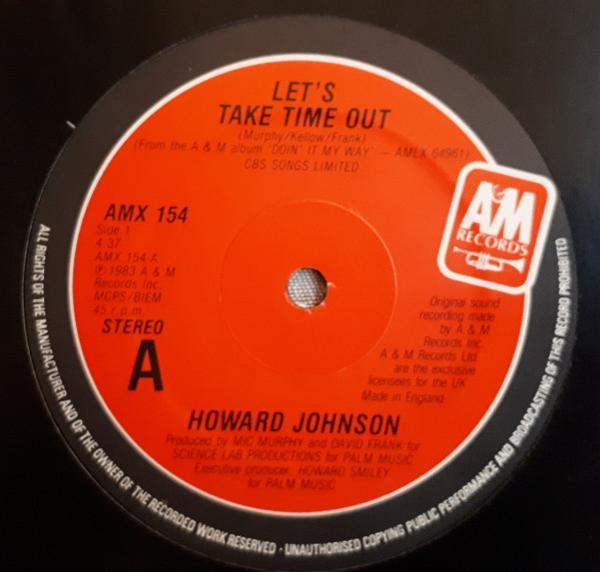 LET'S
TAKE TIME OUT
(Murphy/Kellow/Frank)
(From the A & M album 'DOIN' IT MY WAY' — AMLX 64961)
CBS SONGS LIMITED
A&M
RECORDS
AMX 154
Side 1
4.37
AMX 154-A
℗ 1983 A & M
Records Inc.
MCPS/BIEM
45 r.p.m.
STEREO
A
Original sound
recording made
by A & M
Records Inc.
A & M Records Ltd.
are the exclusive
licensees for the UK
Made in England
HOWARD JOHNSON
Produced by MIC MURPHY and DAVID FRANK for
SCIENCE LAB PRODUCTIONS for PALM MUSIC
Executive producer: HOWARD SMILEY
for PALM MUSIC
ALL RIGHTS OF THE MANUFACTURER AND OF THE OWNER OF THE RECORDED WORK RESERVED · UNAUTHORISED COPYING PUBLIC PERFORMANCE AND BROADCASTING OF THIS RECORD PROHIBITED